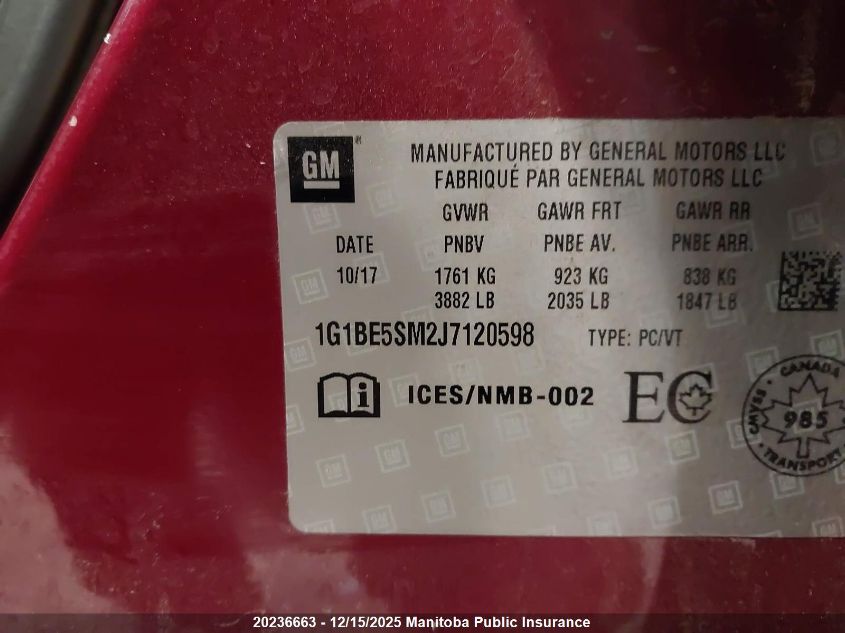 GM
MANUFACTURED BY GENERAL MOTORS LLC
FABRIQUÉ PAR GENERAL MOTORS LLC
GVWR GAWR FRT GAWR RR
DATE PNBV PNBE AV. PNBE ARR.
10/17 1761 KG 923 KG 838 KG
3882 LB 2035 LB 1847 LB
1G1BE5SM2J7120598 TYPE: PC/VT
i ICES/NMB-002 EC
CANADA
CMVSS 985
TRANSPORT
20236663 - 12/15/2025 Manitoba Public Insurance